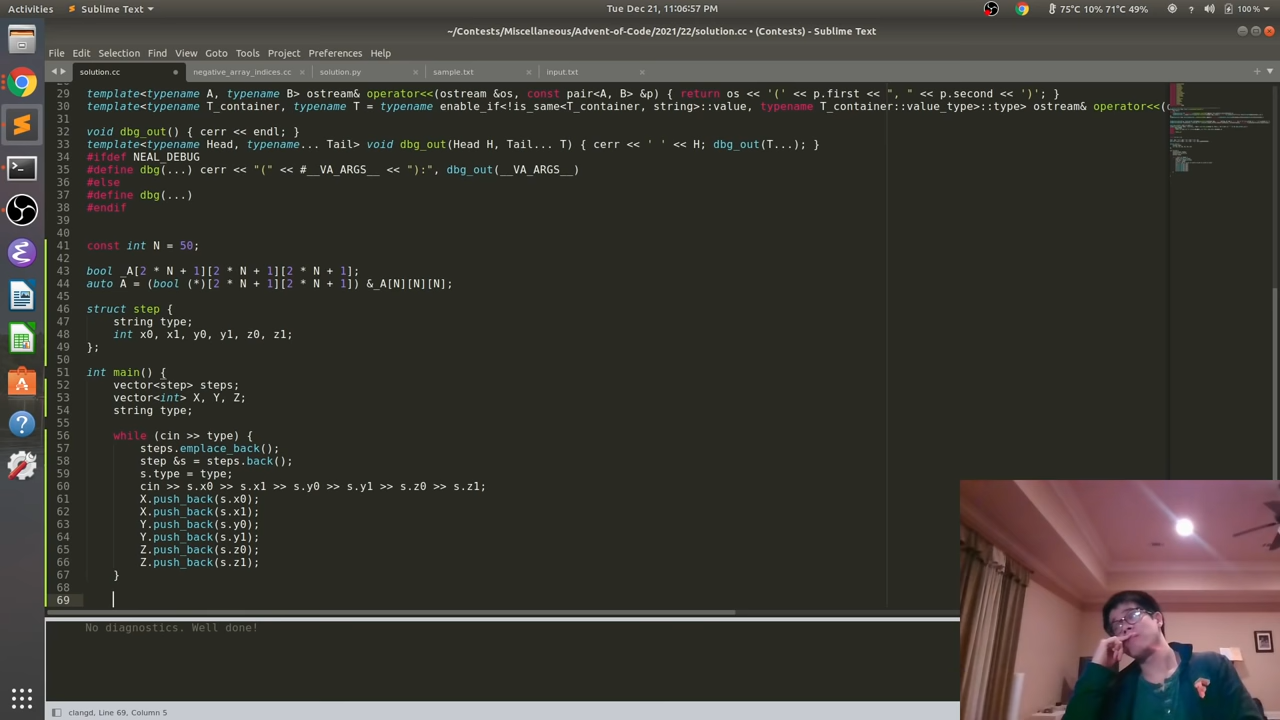 Activities Sublime Text Tue Dec 21, 11:06:57 PM 75°C 10% 71°C 49% 100%
~/Contests/Miscellaneous/Advent-of-Code/2021/22/solution.cc • (Contests) - Sublime Text
File Edit Selection Find View Goto Tools Project Preferences Help
solution.cc negative_array_indices.cc solution.py sample.txt input.txt
29 template<typename A, typename B> ostream& operator<<(ostream &os, const pair<A, B> &p) { return os << '(' << p.first << ", " << p.second << ')'; }
30 template<typename T_container, typename T = typename enable_if<!is_same<T_container, string>::value, typename T_container::value_type>::type> ostream& operator<<(
31
32 void dbg_out() { cerr << endl; }
33 template<typename Head, typename... Tail> void dbg_out(Head H, Tail... T) { cerr << ' ' << H; dbg_out(T...); }
34 #ifdef NEAL_DEBUG
35 #define dbg(...) cerr << "(" << #__VA_ARGS__ << "):", dbg_out(__VA_ARGS__)
36 #else
37 #define dbg(...)
38 #endif
39
40
41 const int N = 50;
42
43 bool _A[2 * N + 1][2 * N + 1][2 * N + 1];
44 auto A = (bool (*)[2 * N + 1][2 * N + 1]) &_A[N][N][N];
45
46 struct step {
47 string type;
48 int x0, x1, y0, y1, z0, z1;
49 };
50
51 int main() {
52 vector<step> steps;
53 vector<int> X, Y, Z;
54 string type;
55
56 while (cin >> type) {
57 steps.emplace_back();
58 step &s = steps.back();
59 s.type = type;
60 cin >> s.x0 >> s.x1 >> s.y0 >> s.y1 >> s.z0 >> s.z1;
61 X.push_back(s.x0);
62 X.push_back(s.x1);
63 Y.push_back(s.y0);
64 Y.push_back(s.y1);
65 Z.push_back(s.z0);
66 Z.push_back(s.z1);
67 }
68
69
No diagnostics. Well done!
clangd, Line 69, Column 5